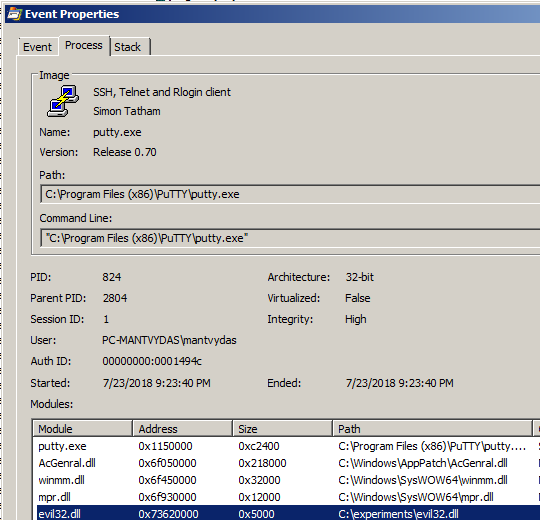 Event Properties
Event Process Stack
Image
SSH, Telnet and Rlogin client
Simon Tatham
Name: putty.exe
Version: Release 0.70
Path:
C:\Program Files (x86)\PuTTY\putty.exe
Command Line:
"C:\Program Files (x86)\PuTTY\putty.exe"
PID: 824 Architecture: 32-bit
Parent PID: 2804 Virtualized: False
Session ID: 1 Integrity: High
User: PC-MANTVYDAS\mantvydas
Auth ID: 00000000:0001494c
Started: 7/23/2018 9:23:40 PM Ended: 7/23/2018 9:23:40 PM
Modules:
Module Address Size Path
putty.exe 0x1150000 0xc2400 C:\Program Files (x86)\PuTTY\putty....
AcGenral.dll 0x6f050000 0x218000 C:\Windows\AppPatch\AcGenral.dll
winmm.dll 0x6f450000 0x32000 C:\Windows\SysWOW64\winmm.dll
mpr.dll 0x6f930000 0x12000 C:\Windows\SysWOW64\mpr.dll
evil32.dll 0x73620000 0x5000 C:\experiments\evil32.dll